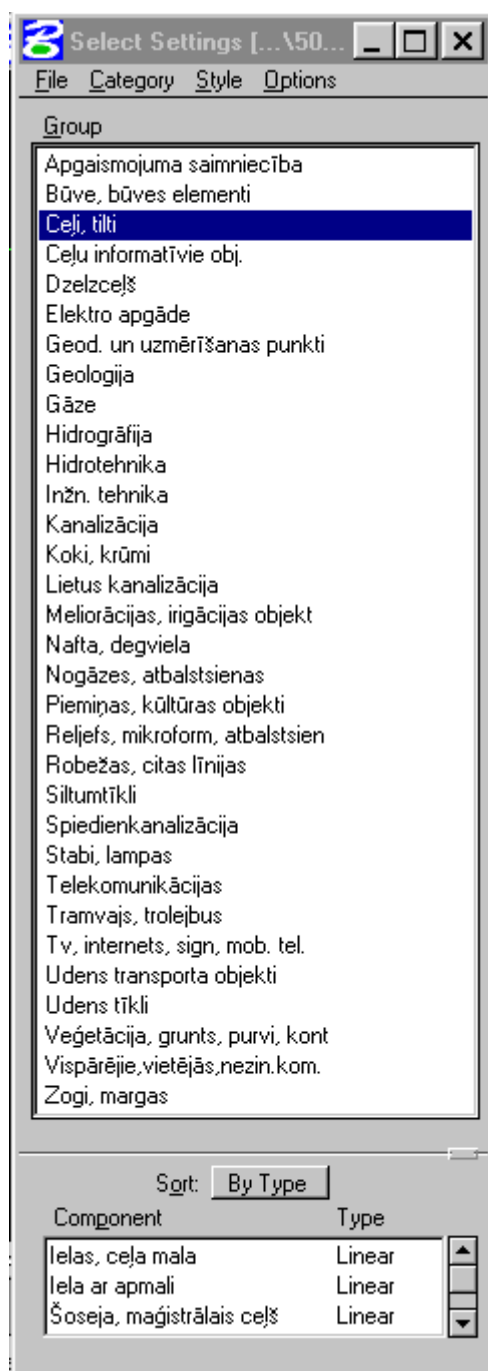 Select Settings [...\50...
File Category Style Options
Group
Apgaismojuma saimniecība
Būve, būves elementi
Ceļi, tilti
Ceļu informatīvie obj.
Dzelzceļš
Elektro apgāde
Geod. un uzmērīšanas punkti
Geologija
Gāze
Hidrogrāfija
Hidrotehnika
Inžn. tehnika
Kanalizācija
Koki, krūmi
Lietus kanalizācija
Meliorācijas, irigācijas objekt
Nafta, degviela
Nogāzes, atbalstsienas
Piemiņas, kūltūras objekti
Reljefs, mikroform, atbalstsien
Robežas, citas līnijas
Siltumtīkli
Spiedienkanalizācija
Stabi, lampas
Telekomunikācijas
Tramvajs, trolejbus
Tv, internets, sign, mob. tel.
Udens transporta objekti
Udens tīkli
Veģetācija, grunts, purvi, kont
Vispārējie,vietējās,nezin.kom.
Zogi, margas
Sort: By Type
Component Type
Ielas, ceļa mala Linear
Iela ar apmali Linear
Šoseja, maģistrālais ceļš Linear